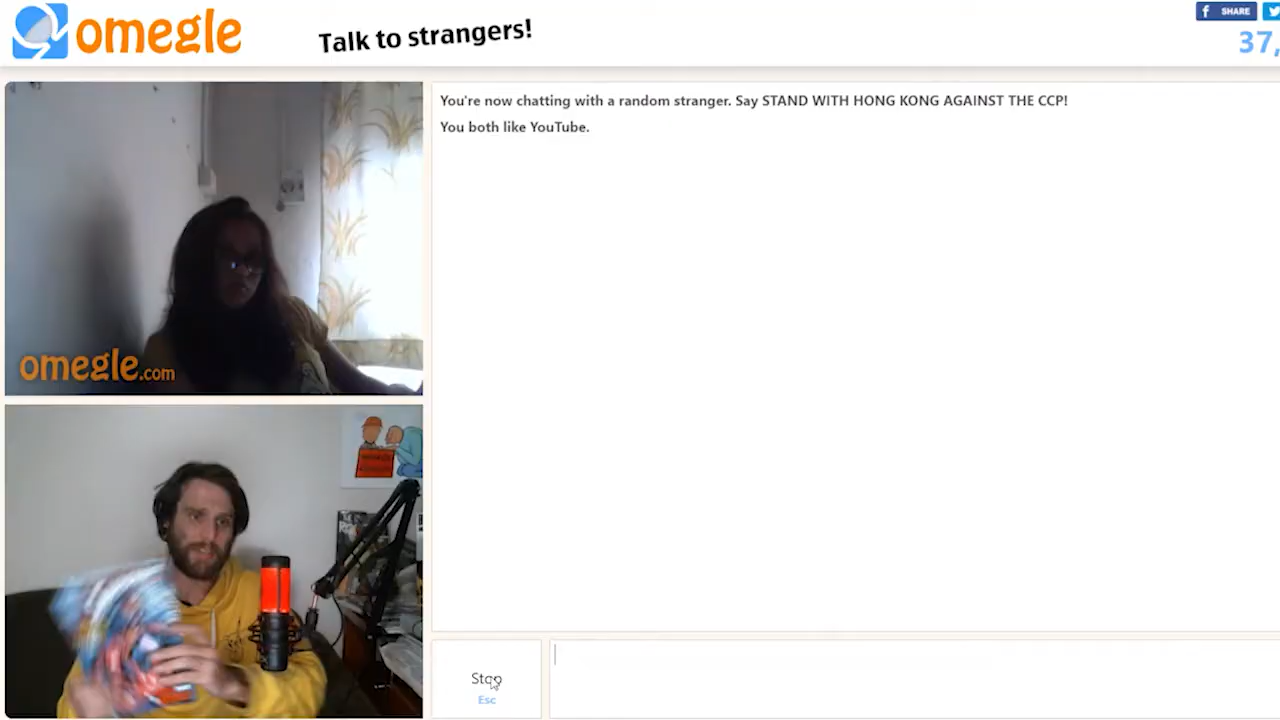 omegle
Talk to strangers!
SHARE
37,
You're now chatting with a random stranger. Say STAND WITH HONG KONG AGAINST THE CCP!
You both like YouTube.
omegle.com
Stop
Esc